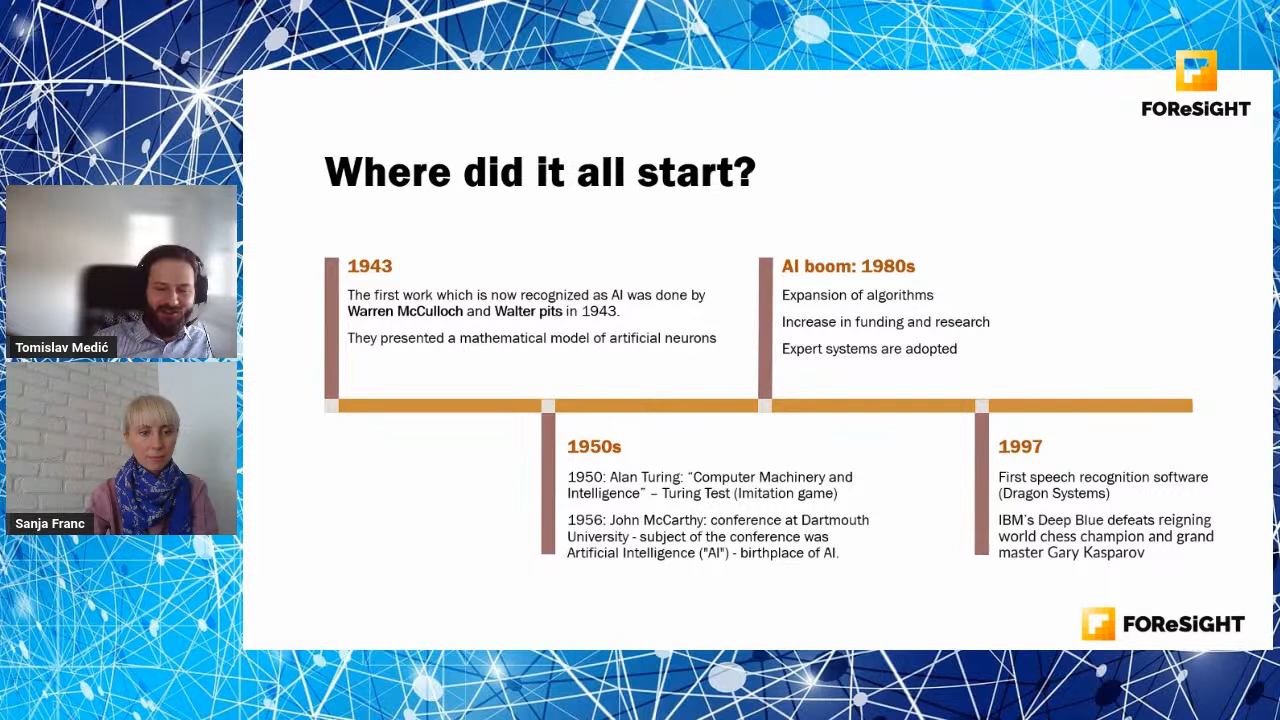 FOReSiGHT
Where did it all start?
1943
The first work which is now recognized as AI was done by
Warren McCulloch and Walter pits in 1943.
They presented a mathematical model of artificial neurons
AI boom: 1980s
Expansion of algorithms
Increase in funding and research
Expert systems are adopted
1950s
1950: Alan Turing: “Computer Machinery and
Intelligence” – Turing Test (Imitation game)
1956: John McCarthy: conference at Dartmouth
University - subject of the conference was
Artificial Intelligence ("AI") - birthplace of AI.
1997
First speech recognition software
(Dragon Systems)
IBM’s Deep Blue defeats reigning
world chess champion and grand
master Gary Kasparov
Tomislav Medić
Sanja Franc
FOReSiGHT